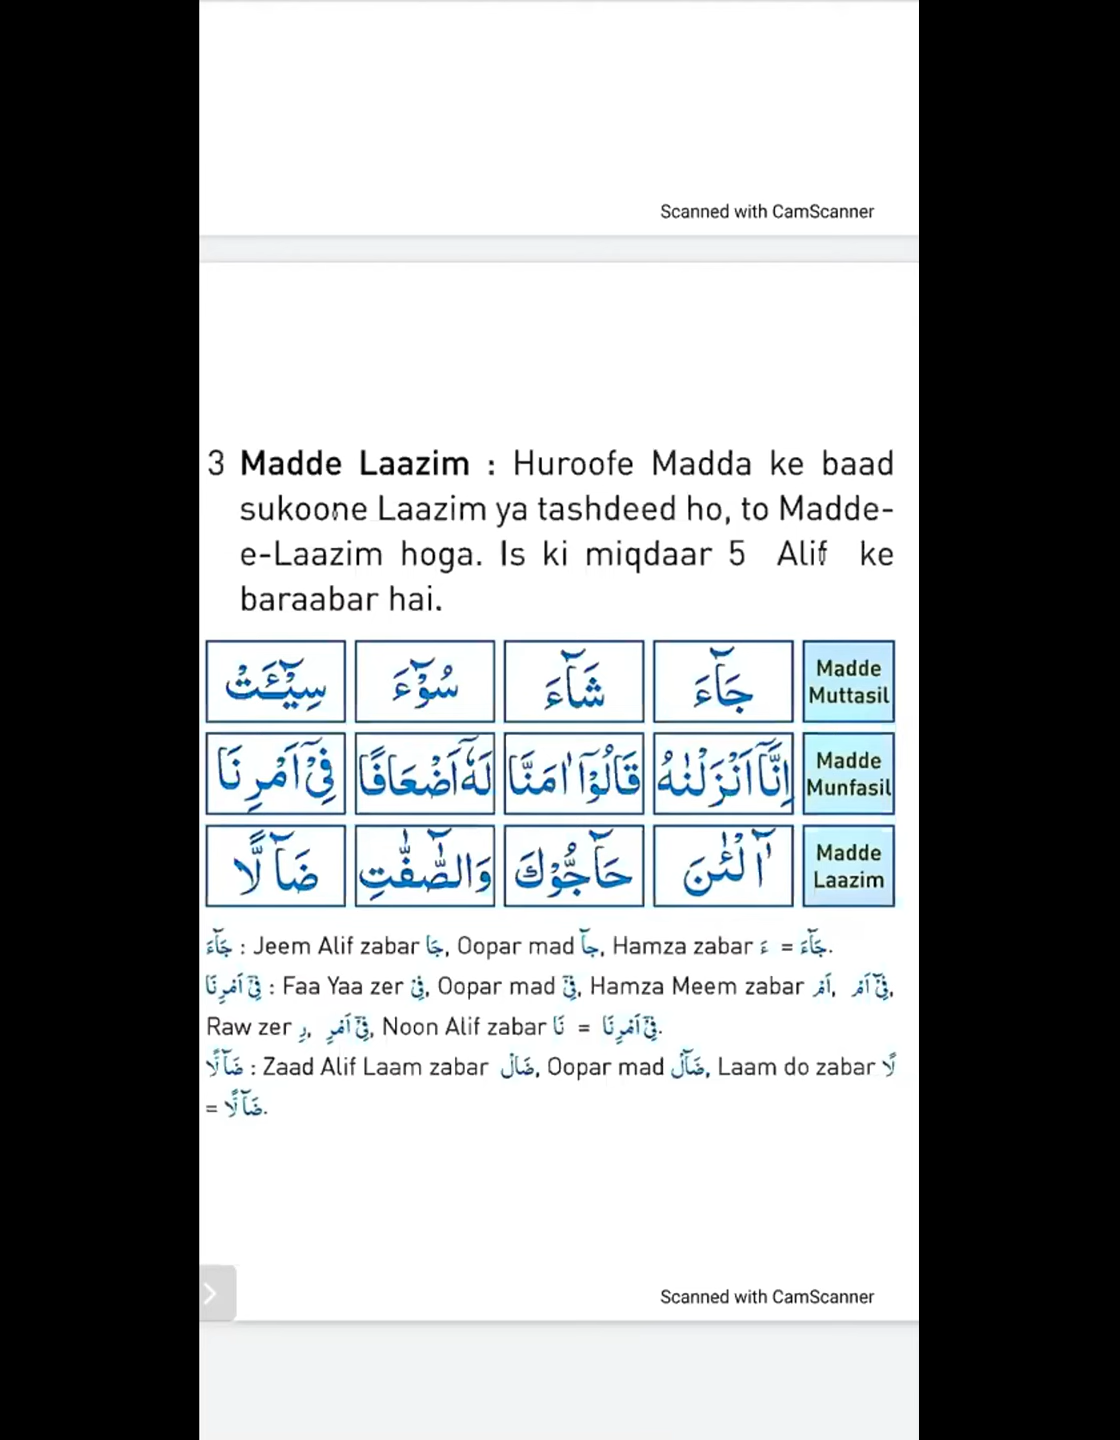 Scanned with CamScanner
3 Madde Laazim : Huroofe Madda ke baad
sukoone Laazim ya tashdeed ho, to Madde-
e-Laazim hoga. Is ki miqdaar 5 Alif ke
baraabar hai.
Madde Muttasil جَآءَ شَآءَ سُوْٓءَ سِیْٓـَٔتْ
Madde Munfasil اِنَّاۤ اَنْزَلْنٰهُ قَالُوْۤا اٰمَنَّا لَهٗۤ اَضْعَافًا فِیْۤ اَمْرِنَا
Madde Laazim آٰلْـٰٔنَ حَآجُّوْكَ وَالصّٰٓفّٰتِ ضَآلًّا
جَآءَ : Jeem Alif zabar جَا, Oopar mad جَآ, Hamza zabar ءَ = جَآءَ.
فِیْۤ اَمْرِنَا : Faa Yaa zer فِیْ, Oopar mad فِیْۤ, Hamza Meem zabar اَمْ, فِیْۤ اَمْ,
Raw zer رِ, فِیْۤ اَمْرِ, Noon Alif zabar نَا = فِیْۤ اَمْرِنَا.
ضَآلًّا : Zaad Alif Laam zabar ضَالْ, Oopar mad ضَآلْ, Laam do zabar لًا
= ضَآلًّا.
Scanned with CamScanner